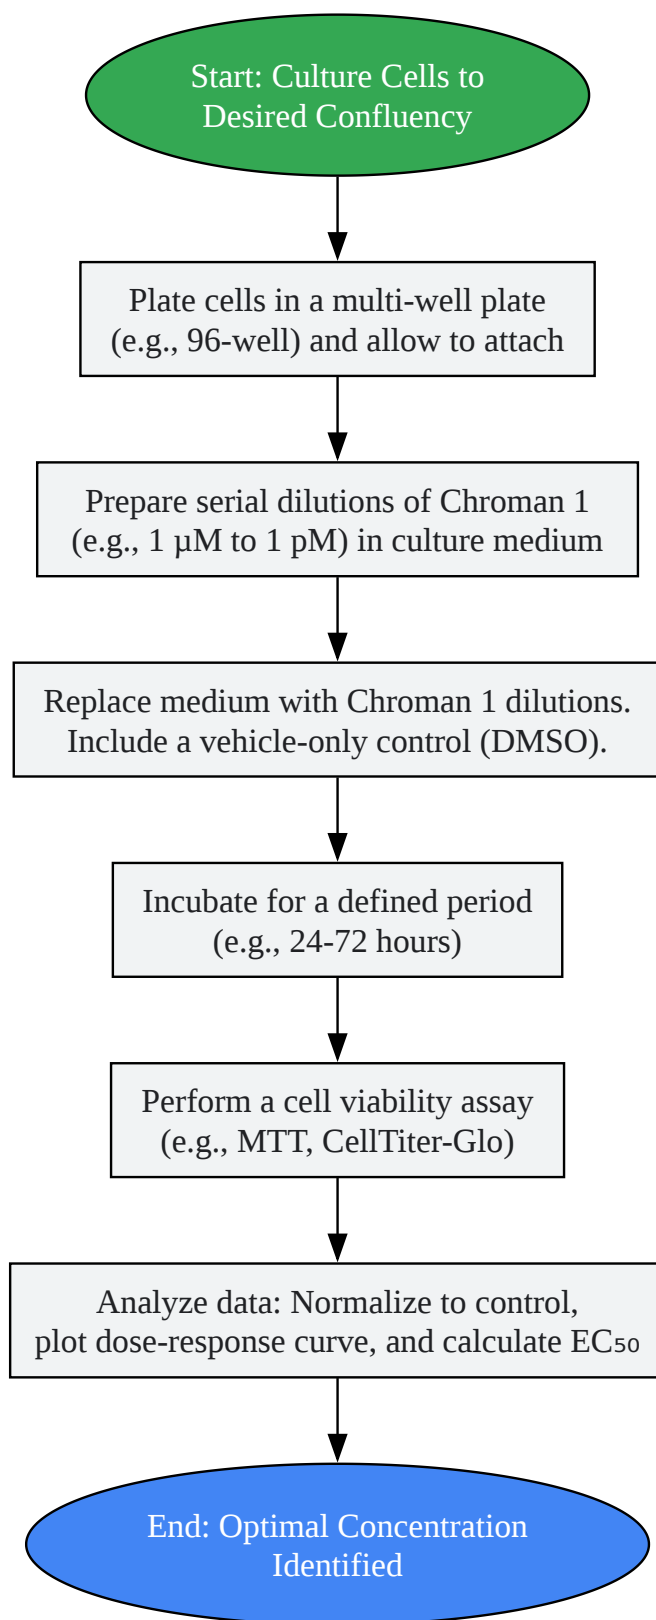 Start: Culture Cells to
Desired Confluency
Plate cells in a multi-well plate
(e.g., 96-well) and allow to attach
Prepare serial dilutions of Chroman 1
(e.g., 1 µM to 1 pM) in culture medium
Replace medium with Chroman 1 dilutions.
Include a vehicle-only control (DMSO).
Incubate for a defined period
(e.g., 24-72 hours)
Perform a cell viability assay
(e.g., MTT, CellTiter-Glo)
Analyze data: Normalize to control,
plot dose-response curve, and calculate EC₅₀
End: Optimal Concentration
Identified